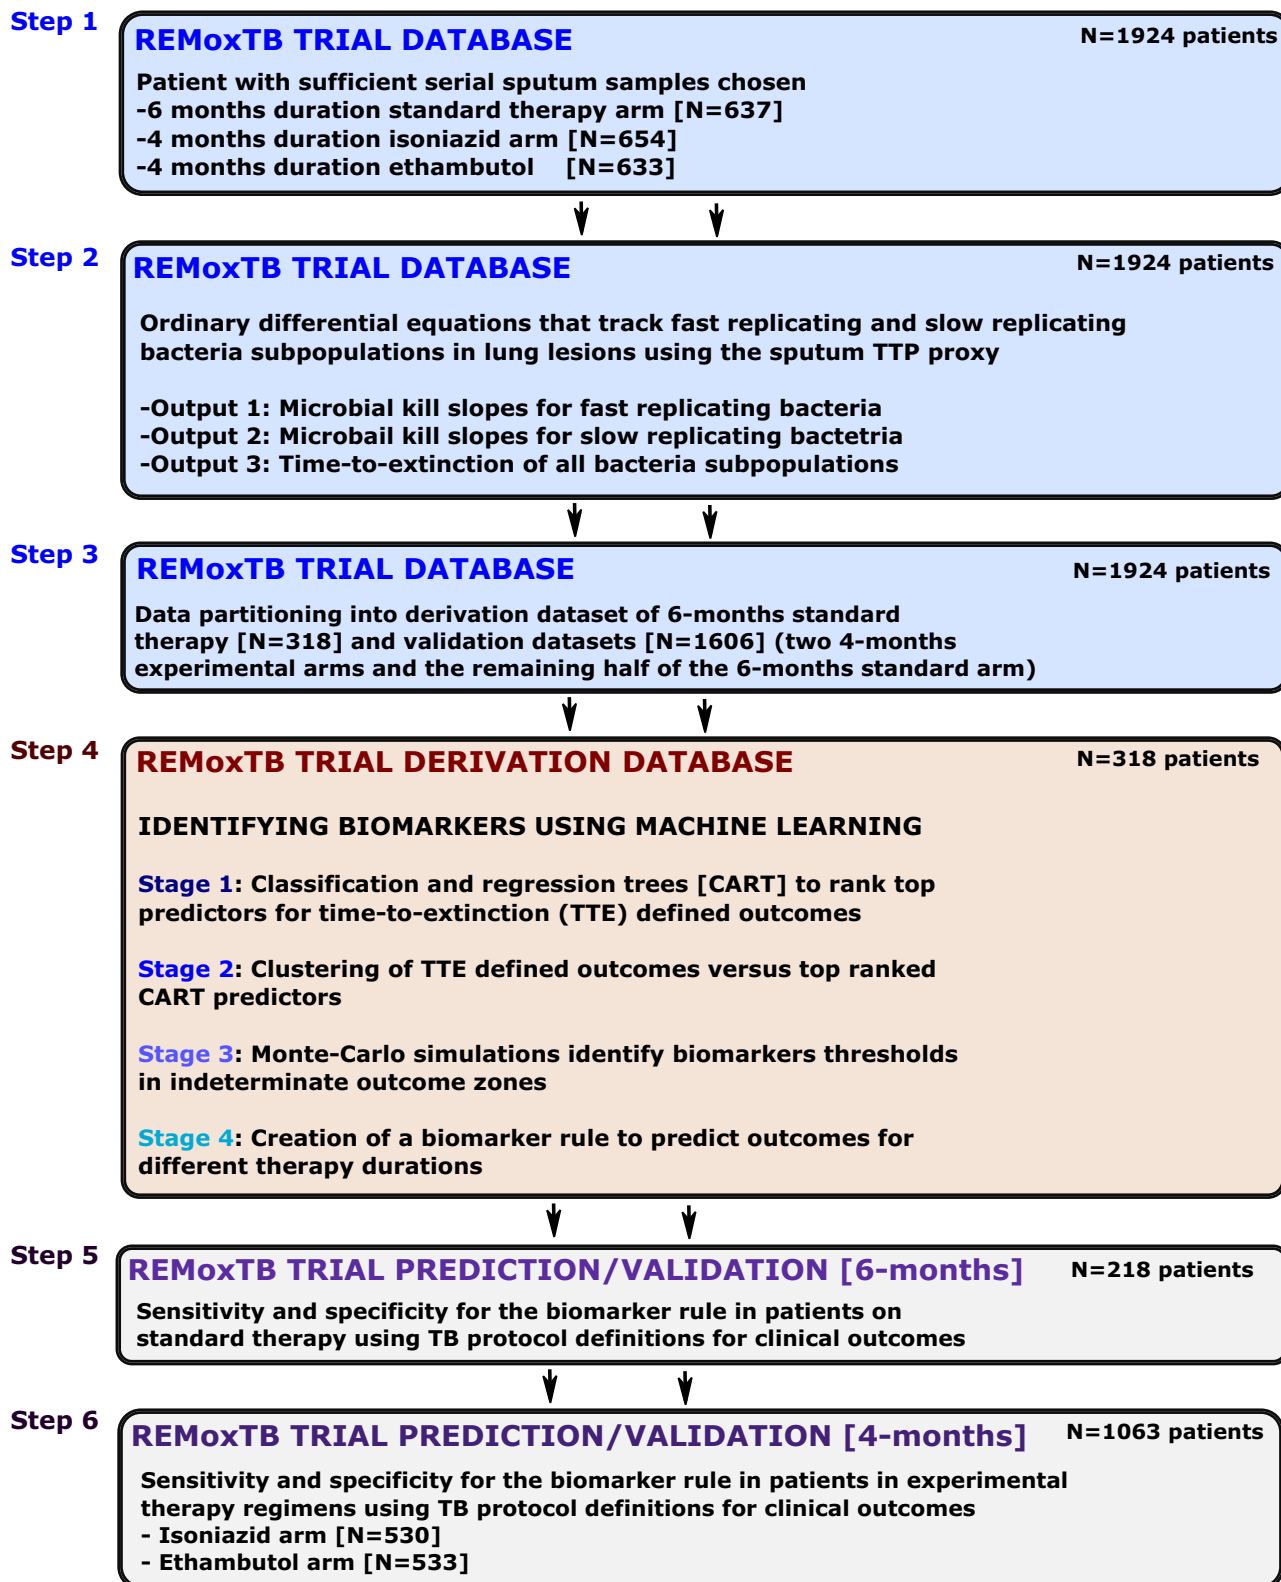 Step 1
REMoxTB TRIAL DATABASE
N=1924 patients
Patient with sufficient serial sputum samples chosen
-6 months duration standard therapy arm [N=637]
-4 months duration isoniazid arm [N=654]
-4 months duration ethambutol [N=633]
Step 2
REMoxTB TRIAL DATABASE
N=1924 patients
Ordinary differential equations that track fast replicating and slow replicating
bacteria subpopulations in lung lesions using the sputum TTP proxy
-Output 1: Microbial kill slopes for fast replicating bacteria
-Output 2: Microbail kill slopes for slow replicating bactetria
-Output 3: Time-to-extinction of all bacteria subpopulations
Step 3
REMoxTB TRIAL DATABASE
N=1924 patients
Data partitioning into derivation dataset of 6-months standard
therapy [N=318] and validation datasets [N=1606] (two 4-months
experimental arms and the remaining half of the 6-months standard arm)
Step 4
REMoxTB TRIAL DERIVATION DATABASE
N=318 patients
IDENTIFYING BIOMARKERS USING MACHINE LEARNING
Stage 1: Classification and regression trees [CART] to rank top
predictors for time-to-extinction (TTE) defined outcomes
Stage 2: Clustering of TTE defined outcomes versus top ranked
CART predictors
Stage 3: Monte-Carlo simulations identify biomarkers thresholds
in indeterminate outcome zones
Stage 4: Creation of a biomarker rule to predict outcomes for
different therapy durations
Step 5
REMoxTB TRIAL PREDICTION/VALIDATION [6-months]
N=218 patients
Sensitivity and specificity for the biomarker rule in patients on
standard therapy using TB protocol definitions for clinical outcomes
Step 6
REMoxTB TRIAL PREDICTION/VALIDATION [4-months]
N=1063 patients
Sensitivity and specificity for the biomarker rule in patients in experimental
therapy regimens using TB protocol definitions for clinical outcomes
- Isoniazid arm [N=530]
- Ethambutol arm [N=533]